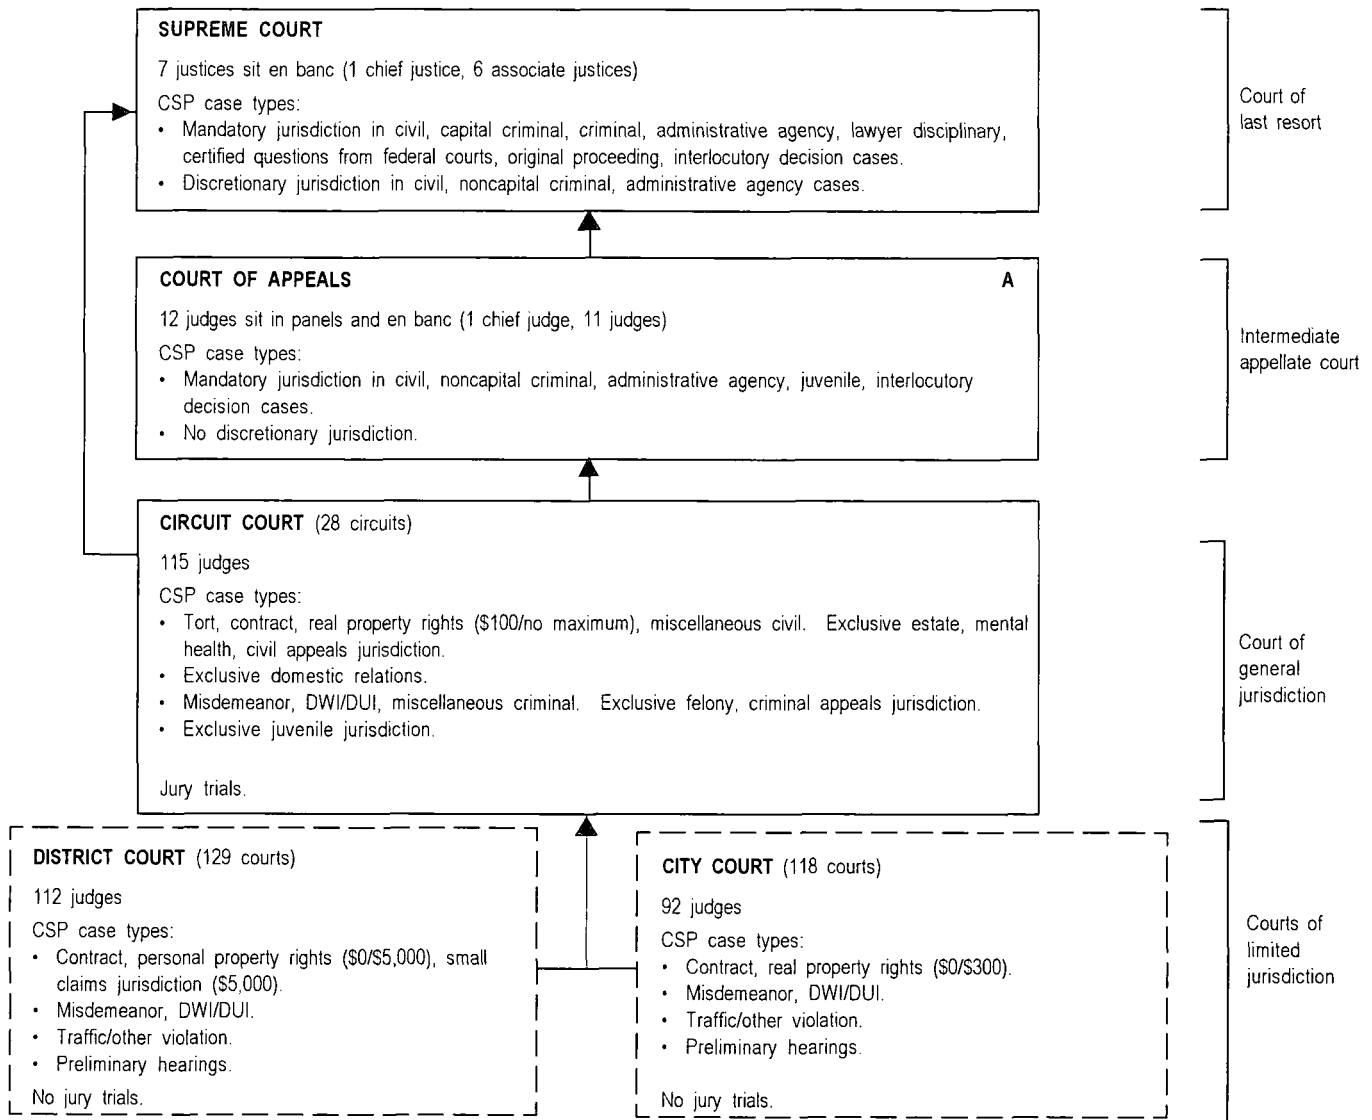 SUPREME COURT
7 justices sit en banc (1 chief justice, 6 associate justices)
CSP case types:
• Mandatory jurisdiction in civil, capital criminal, criminal, administrative agency, lawyer disciplinary,
certified questions from federal courts, original proceeding, interlocutory decision cases.
• Discretionary jurisdiction in civil, noncapital criminal, administrative agency cases.
Court of
last resort
COURT OF APPEALS A
12 judges sit in panels and en banc (1 chief judge, 11 judges)
CSP case types:
• Mandatory jurisdiction in civil, noncapital criminal, administrative agency, juvenile, interlocutory
decision cases.
• No discretionary jurisdiction.
Intermediate
appellate court
CIRCUIT COURT (28 circuits)
115 judges
CSP case types:
• Tort, contract, real property rights ($100/no maximum), miscellaneous civil. Exclusive estate, mental
health, civil appeals jurisdiction.
• Exclusive domestic relations.
• Misdemeanor, DWI/DUI, miscellaneous criminal. Exclusive felony, criminal appeals jurisdiction.
• Exclusive juvenile jurisdiction.
Jury trials.
Court of
general
jurisdiction
DISTRICT COURT (129 courts)
112 judges
CSP case types:
• Contract, personal property rights ($0/$5,000), small
claims jurisdiction ($5,000).
• Misdemeanor, DWI/DUI.
• Traffic/other violation.
• Preliminary hearings.
No jury trials.
CITY COURT (118 courts)
92 judges
CSP case types:
• Contract, real property rights ($0/$300).
• Misdemeanor, DWI/DUI.
• Traffic/other violation.
• Preliminary hearings.
No jury trials.
Courts of
limited
jurisdiction